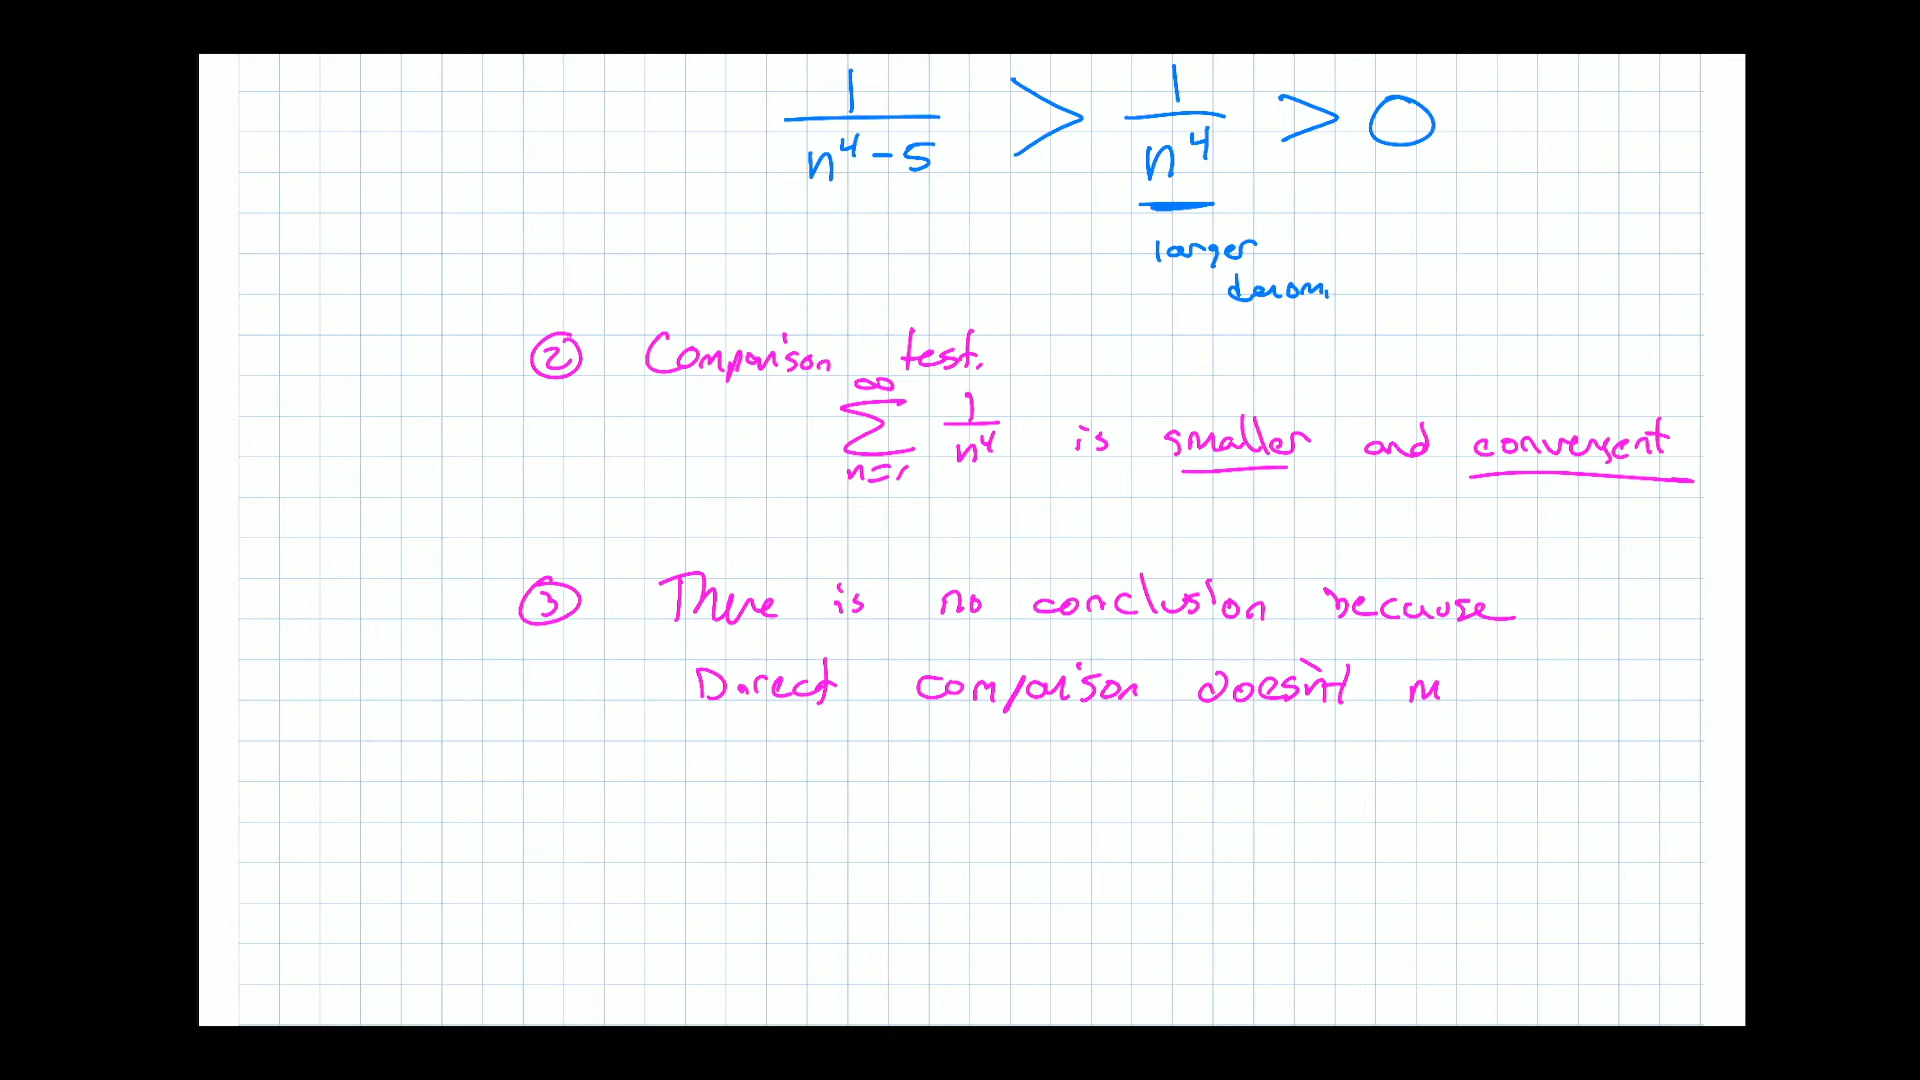 1/(n⁴-5) > 1/n⁴ > 0
larger
denom.
② Comparison test.
∞ Σ n=1 1/n⁴ is smaller and convergent
③ There is no conclusion because
Direct comparison doesn't m